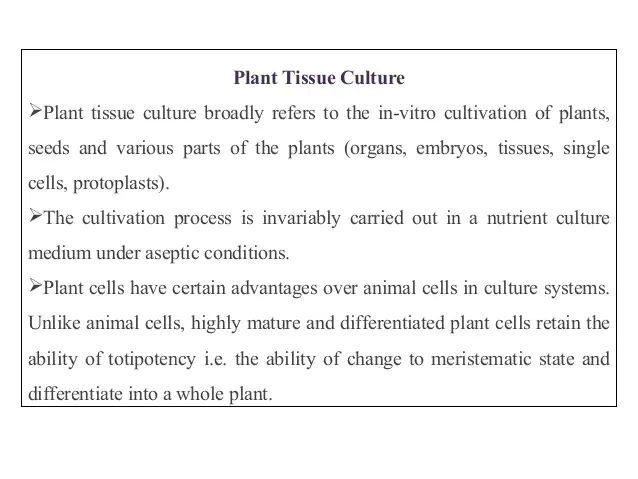 Plant Tissue Culture
➢Plant tissue culture broadly refers to the in-vitro cultivation of plants,
seeds and various parts of the plants (organs, embryos, tissues, single
cells, protoplasts).
➢The cultivation process is invariably carried out in a nutrient culture
medium under aseptic conditions.
➢Plant cells have certain advantages over animal cells in culture systems.
Unlike animal cells, highly mature and differentiated plant cells retain the
ability of totipotency i.e. the ability of change to meristematic state and
differentiate into a whole plant.